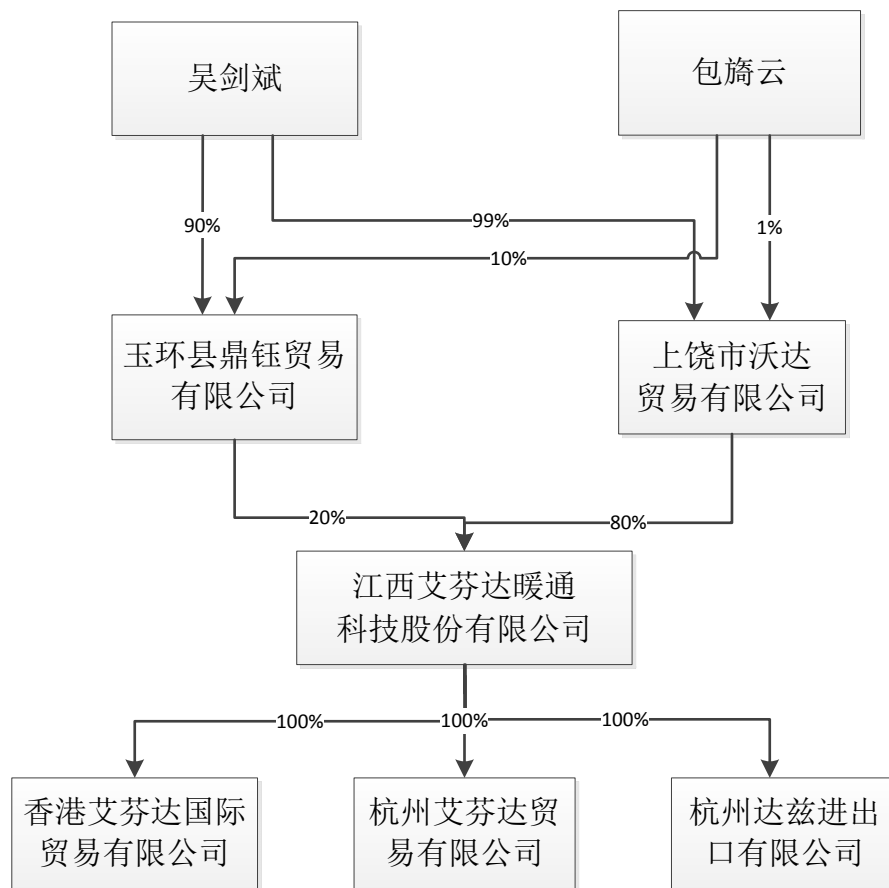 吴剑斌
包旖云
90%
99%
1%
10%
玉环县鼎钰贸易
有限公司
上饶市沃达
贸易有限公司
20%
80%
江西艾芬达暖通
科技股份有限公司
100%
100%
100%
香港艾芬达国际
贸易有限公司
杭州艾芬达贸
易有限公司
杭州达兹进出
口有限公司